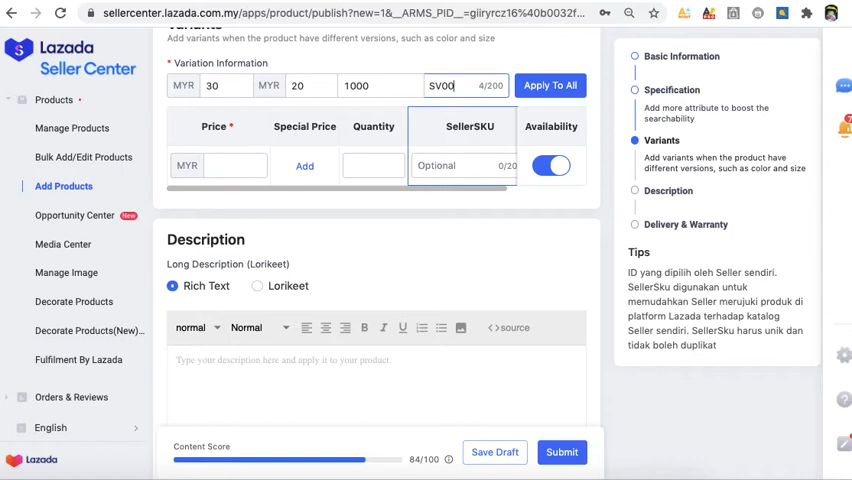 sellercenter.lazada.com.my/apps/product/publish?new=1&__ARMS_PID__=giiryrcz16%40b0032f...
Lazada
Seller Center
Products
Manage Products
Bulk Add/Edit Products
Add Products
Opportunity Center New
Media Center
Manage Image
Decorate Products
Decorate Products(New)...
Fulfilment By Lazada
Orders & Reviews
English
Lazada
Variants
Add variants when the product have different versions, such as color and size
* Variation Information
MYR 30 MYR 20 1000 SV00 4/200 Apply To All
Price * Special Price Quantity SellerSKU Availability
MYR Add Optional 0/20
Description
Long Description (Lorikeet)
Rich Text Lorikeet
normal Normal B I U <>source
Type your description here and apply it to your product.
Content Score
84/100
Save Draft Submit
Basic Information
Specification
Add more attribute to boost the
searchability
Variants
Add variants when the product have
different versions, such as color and size
Description
Delivery & Warranty
Tips
ID yang dipilih oleh Seller sendiri.
SellerSku digunakan untuk
memudahkan Seller merujuki produk di
platform Lazada terhadap katalog
Seller sendiri. SellerSku harus unik dan
tidak boleh duplikat
7